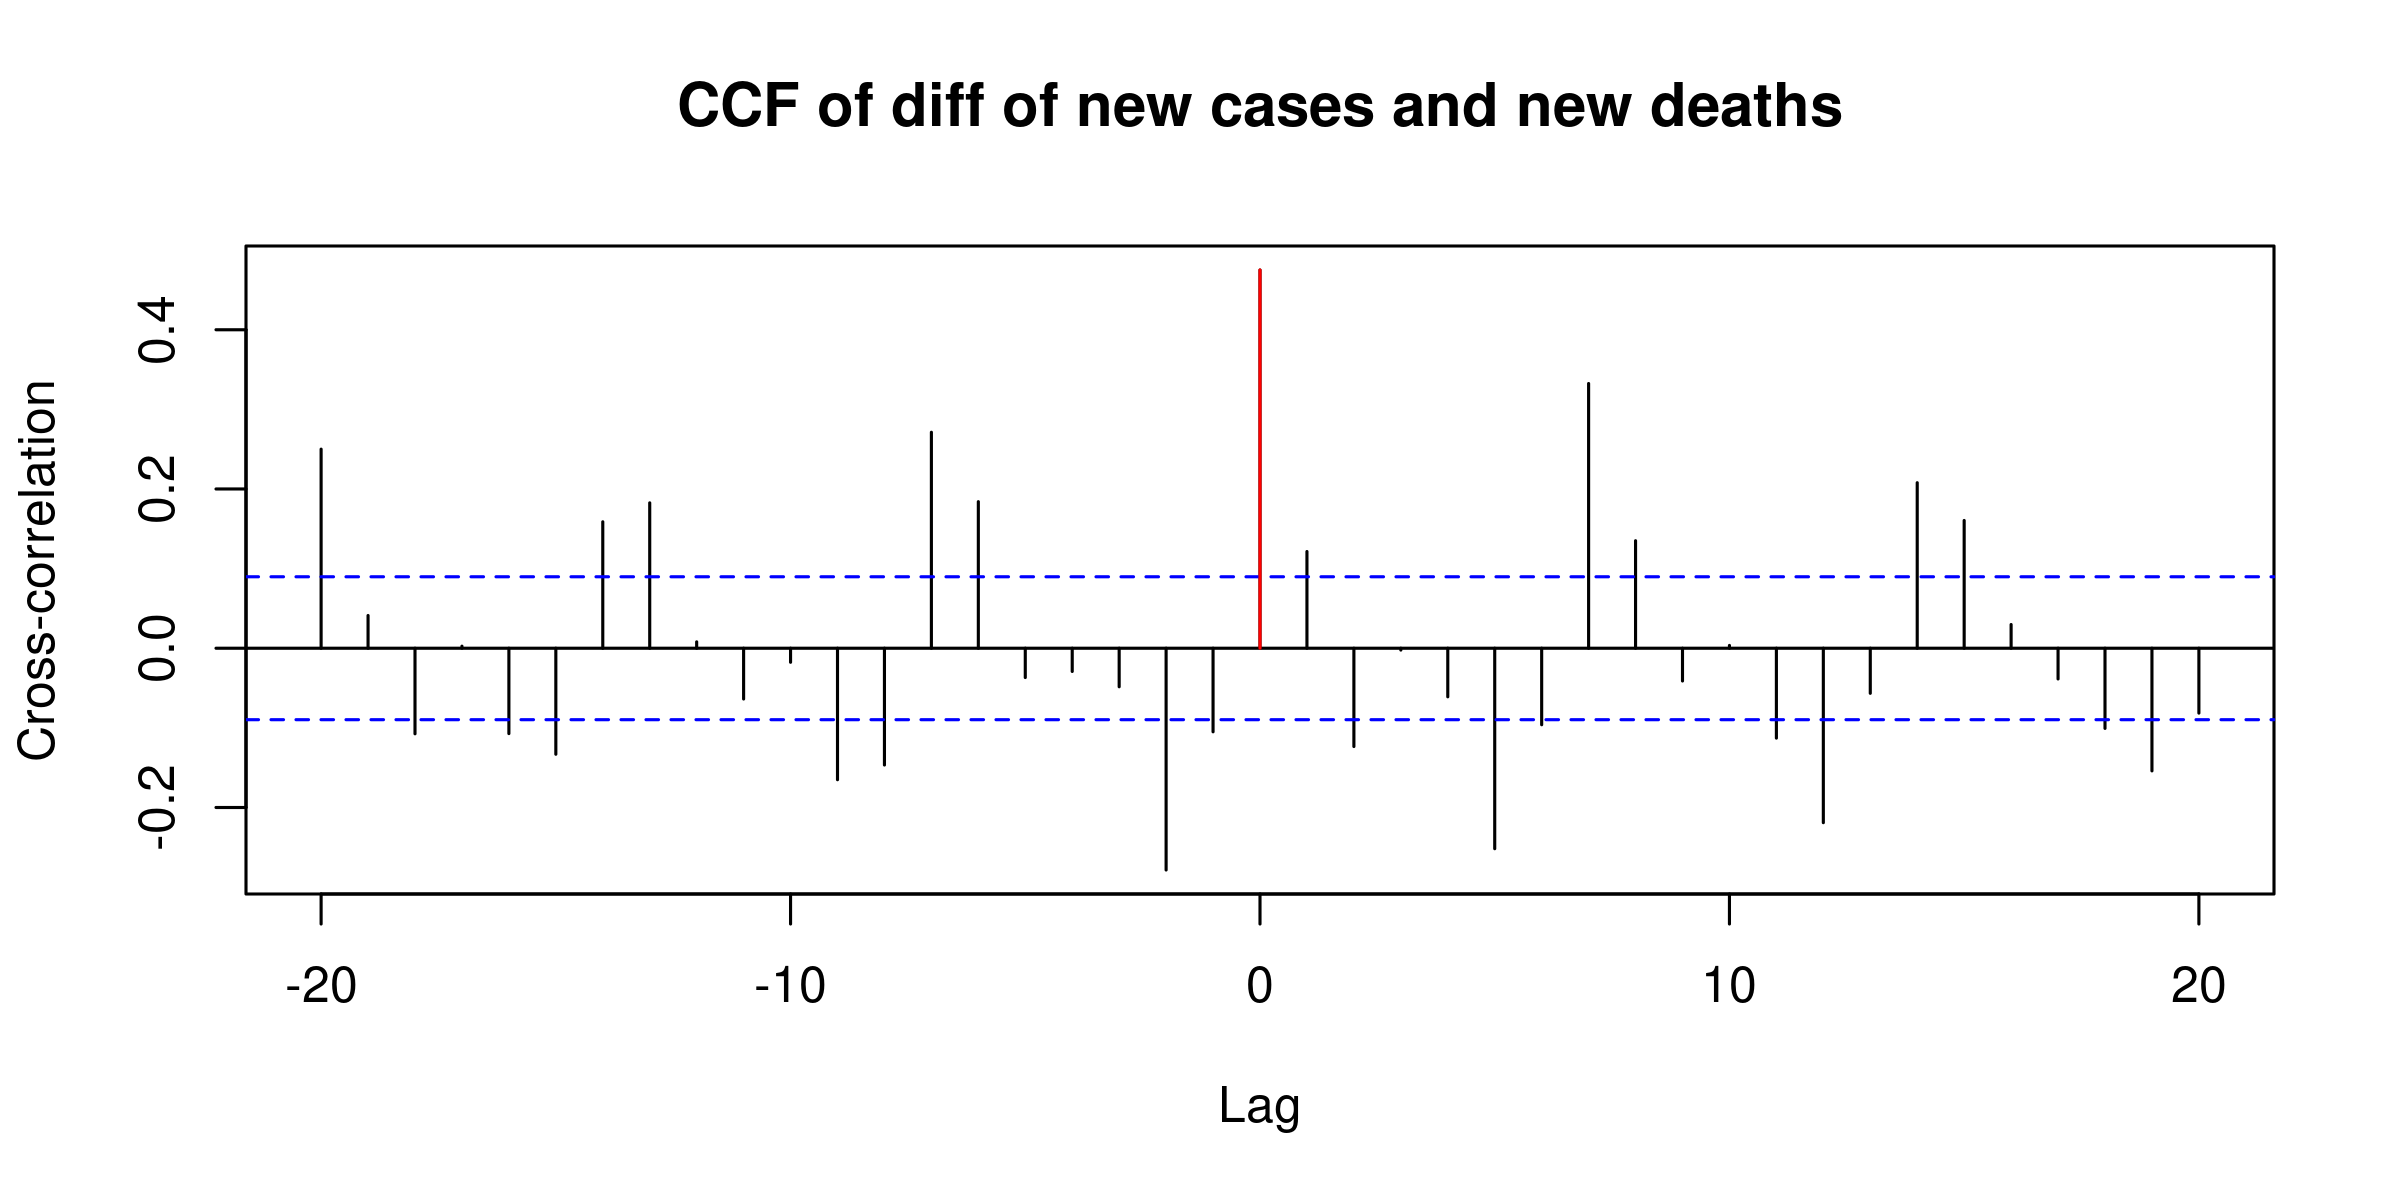 CCF of diff of new cases and new deaths
Cross-correlation
0.4
0.2
0.0
-0.2
-20 -10 0 10 20
Lag